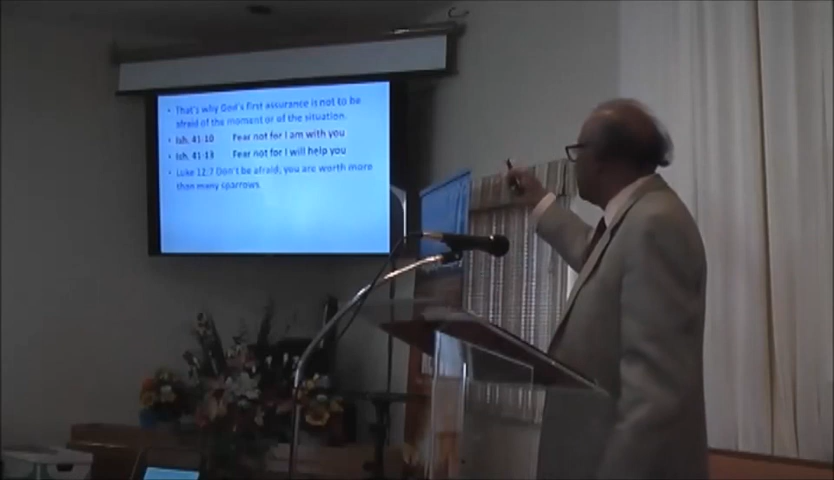 • That's why God's first assurance is not to be
afraid of the moment or of the situation.
• Ish. 41:10 Fear not for I am with you
• Ish. 41:13 Fear not for I will help you
• Luke 12:7 Don't be afraid, you are worth more
than many sparrows